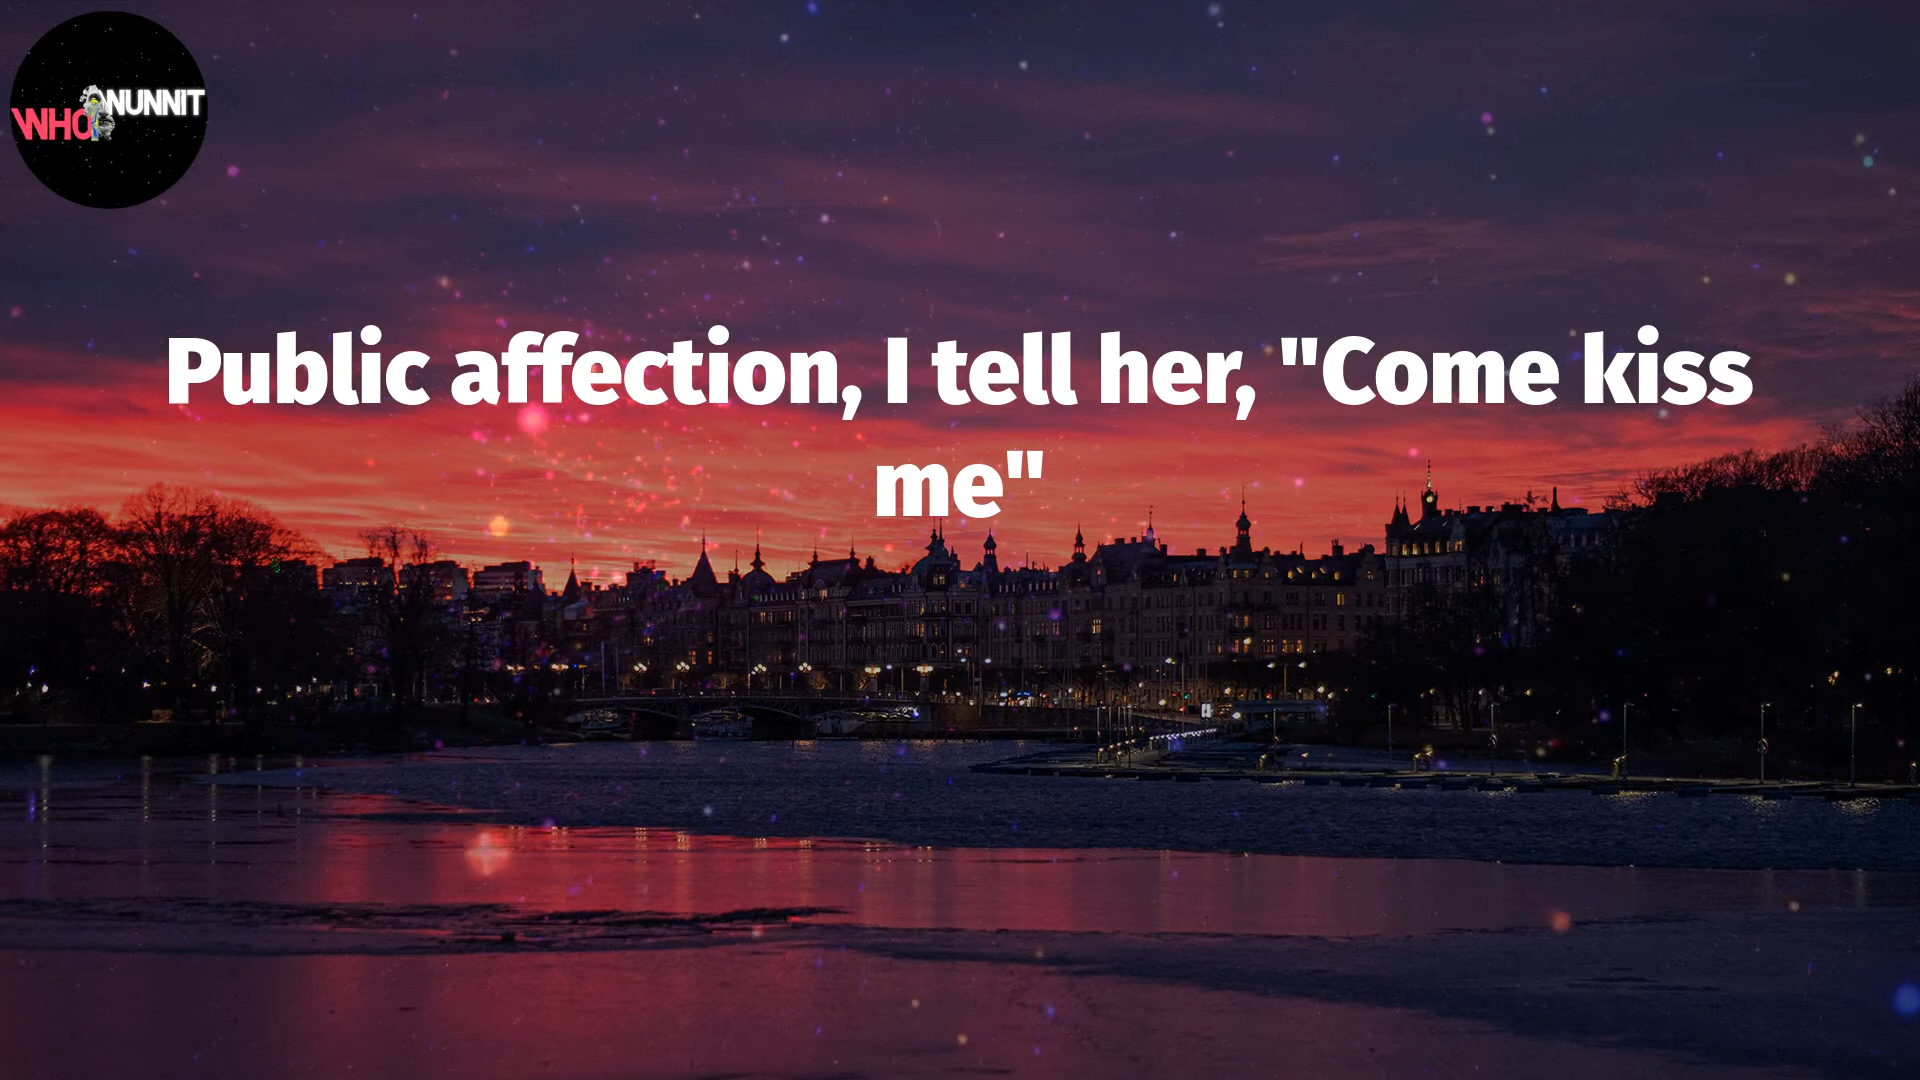 WHO NUNNIT
Public affection, I tell her, "Come kiss
me"